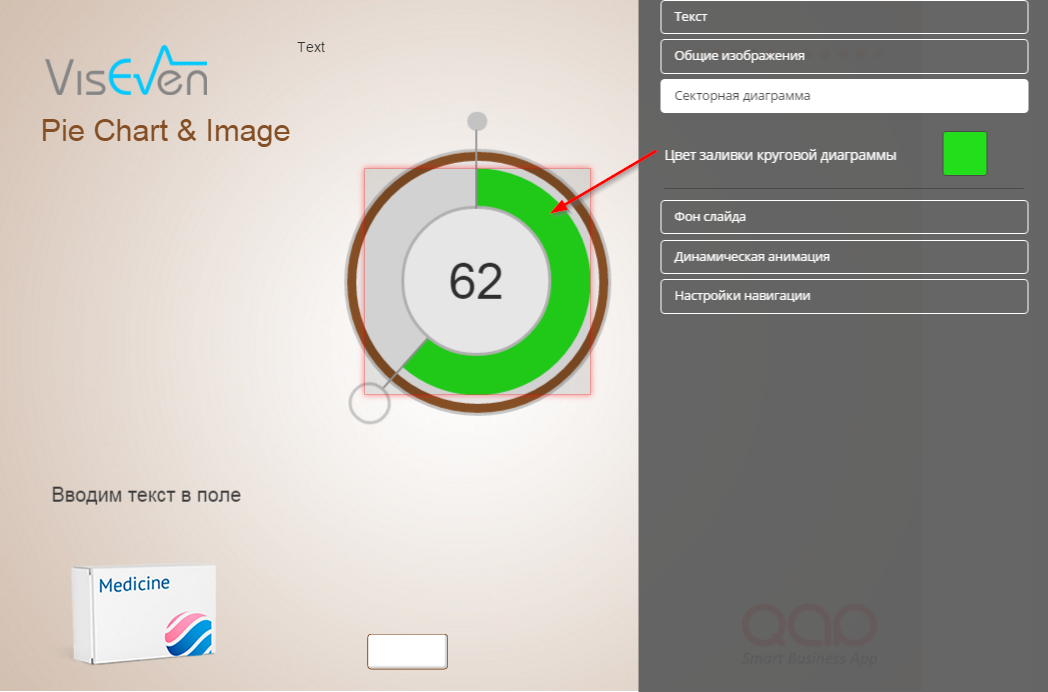 Text
VisEven
Pie Chart & Image
62
Вводим текст в поле
Medicine
Текст
Общие изображения
Секторная диаграмма
Цвет заливки круговой диаграммы
Фон слайда
Динамическая анимация
Настройки навигации
qap
Smart Business App